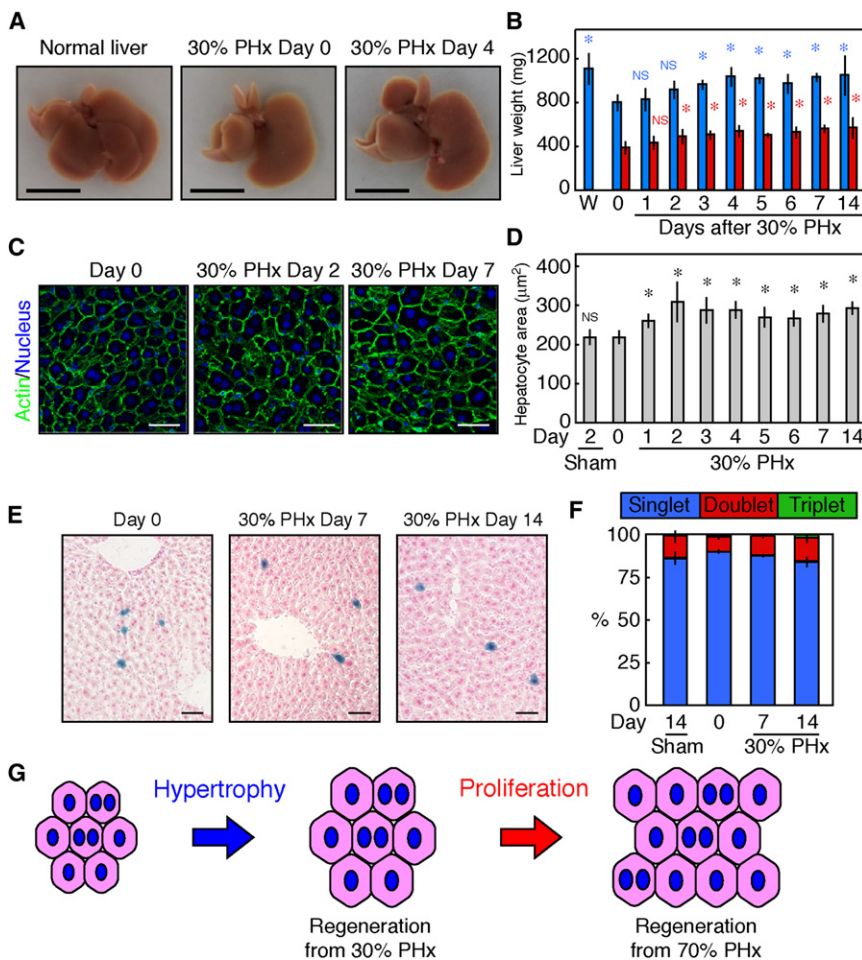 A
Normal liver
30% PHx Day 0
30% PHx Day 4
B
Liver weight (mg)
1200
800
400
0
* NS NS * * * * * *
NS * * * * * * *
W 0 1 2 3 4 5 6 7 14
Days after 30% PHx
C
Day 0
30% PHx Day 2
30% PHx Day 7
Actin/Nucleus
D
Hepatocyte area (μm²)
400
300
200
100
0
NS * * * * * * * *
Day 2 0 1 2 3 4 5 6 7 14
Sham
30% PHx
E
Day 0
30% PHx Day 7
30% PHx Day 14
F
Singlet Doublet Triplet
100
75
%
50
25
0
Day 14 0 7 14
Sham 30% PHx
G
Hypertrophy
Proliferation
Regeneration
from 30% PHx
Regeneration
from 70% PHx